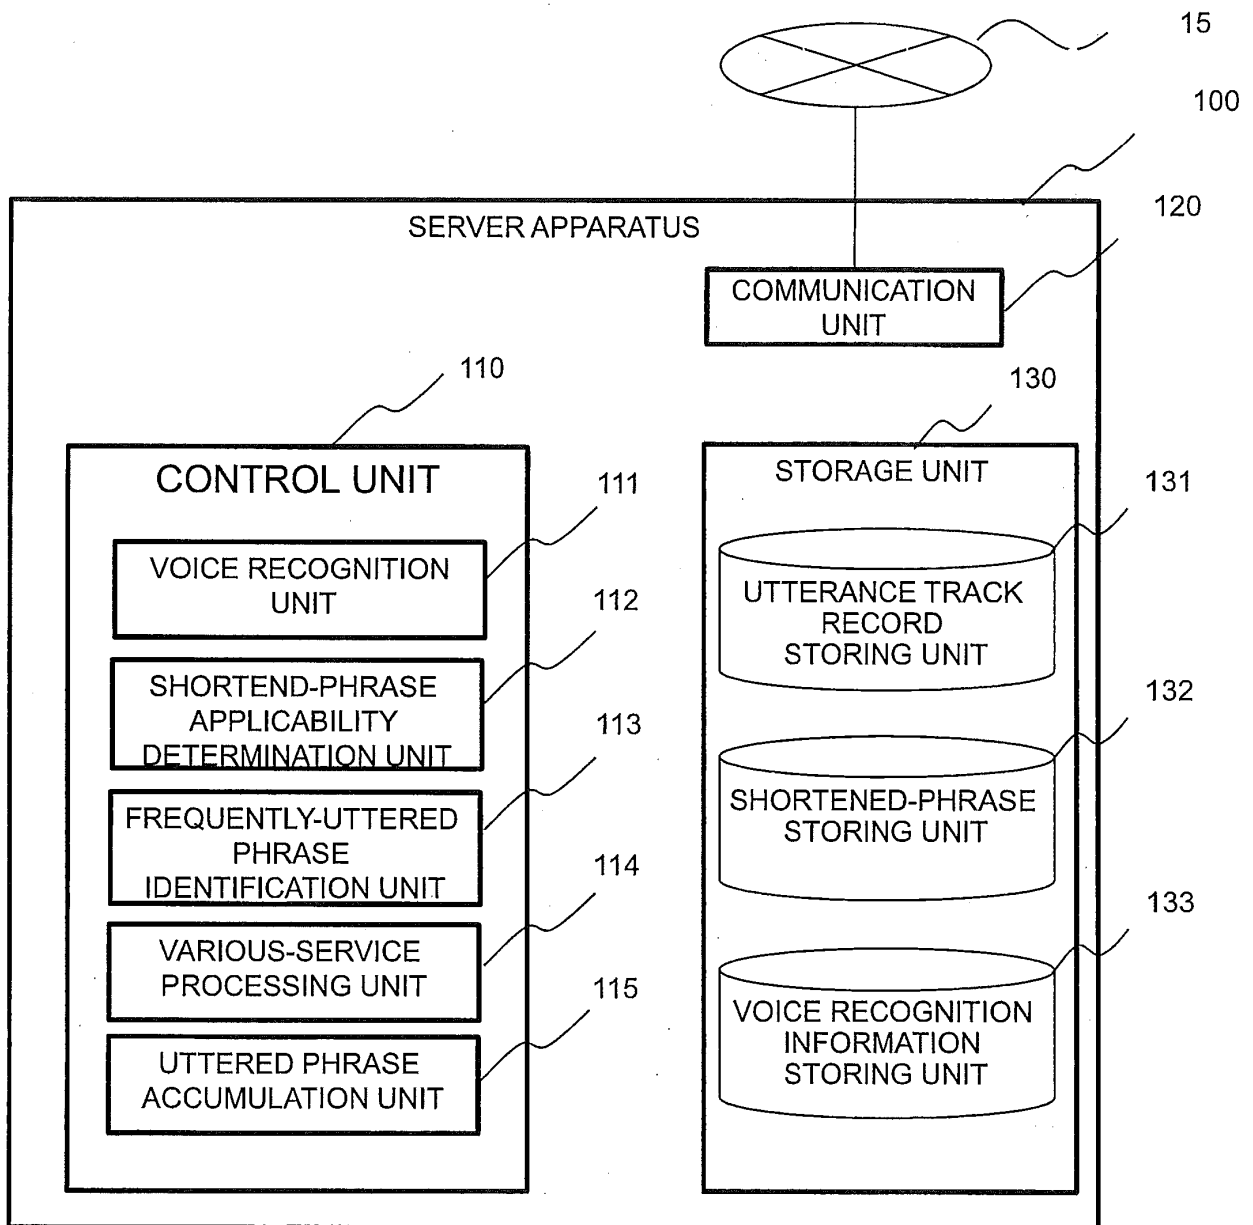 15
100
SERVER APPARATUS
120
COMMUNICATION
UNIT
110
130
CONTROL UNIT
STORAGE UNIT
111
131
VOICE RECOGNITION
UNIT
UTTERANCE TRACK
RECORD
STORING UNIT
112
SHORTEND-PHRASE
APPLICABILITY
DETERMINATION UNIT
132
113
SHORTENED-PHRASE
STORING UNIT
FREQUENTLY-UTTERED
PHRASE
IDENTIFICATION UNIT
114
133
VARIOUS-SERVICE
PROCESSING UNIT
115
VOICE RECOGNITION
INFORMATION
STORING UNIT
UTTERED PHRASE
ACCUMULATION UNIT